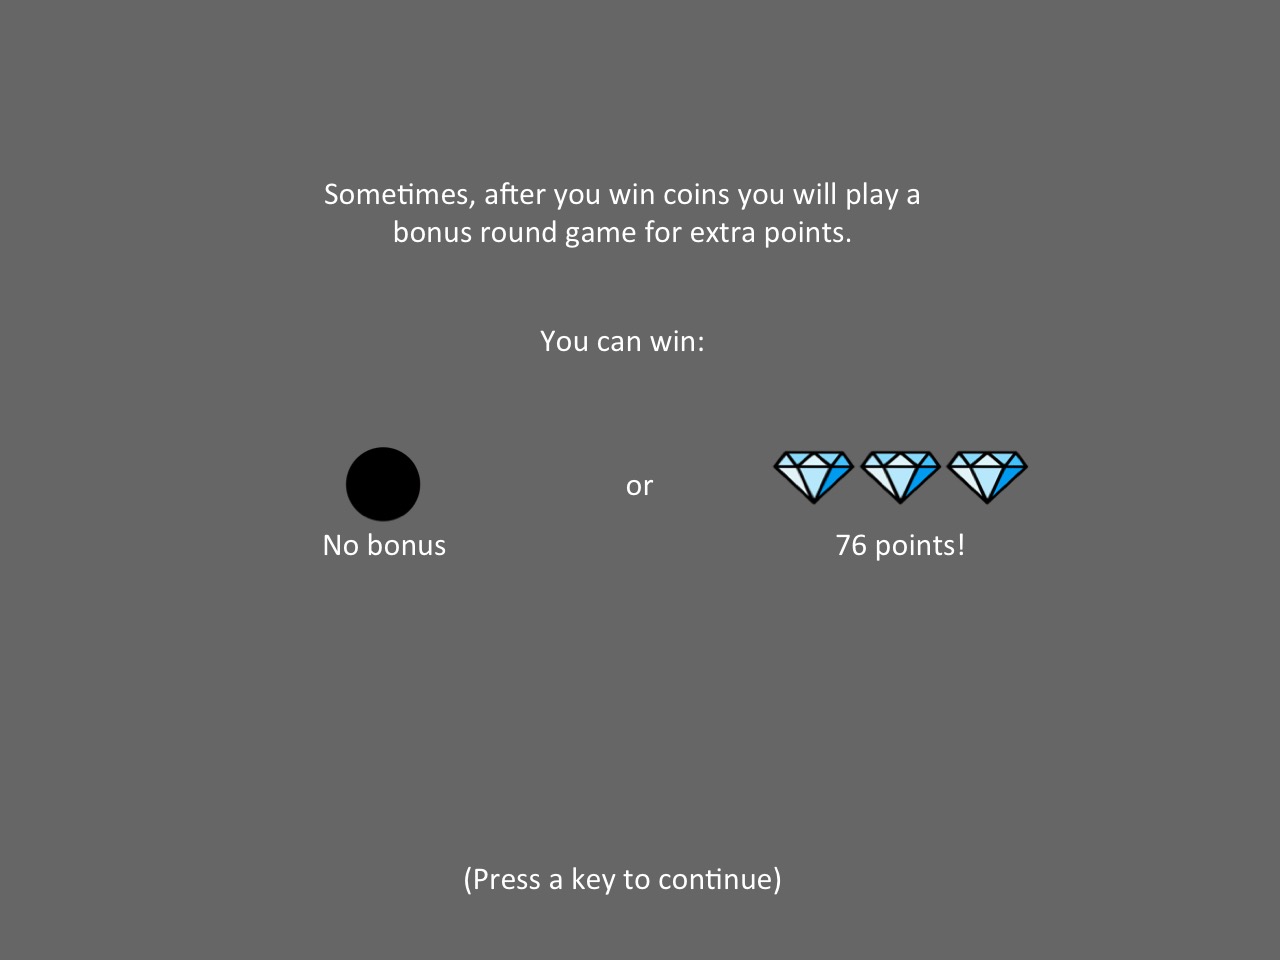 Sometimes, after you win coins you will play a
bonus round game for extra points.
You can win:
or
No bonus
76 points!
(Press a key to continue)